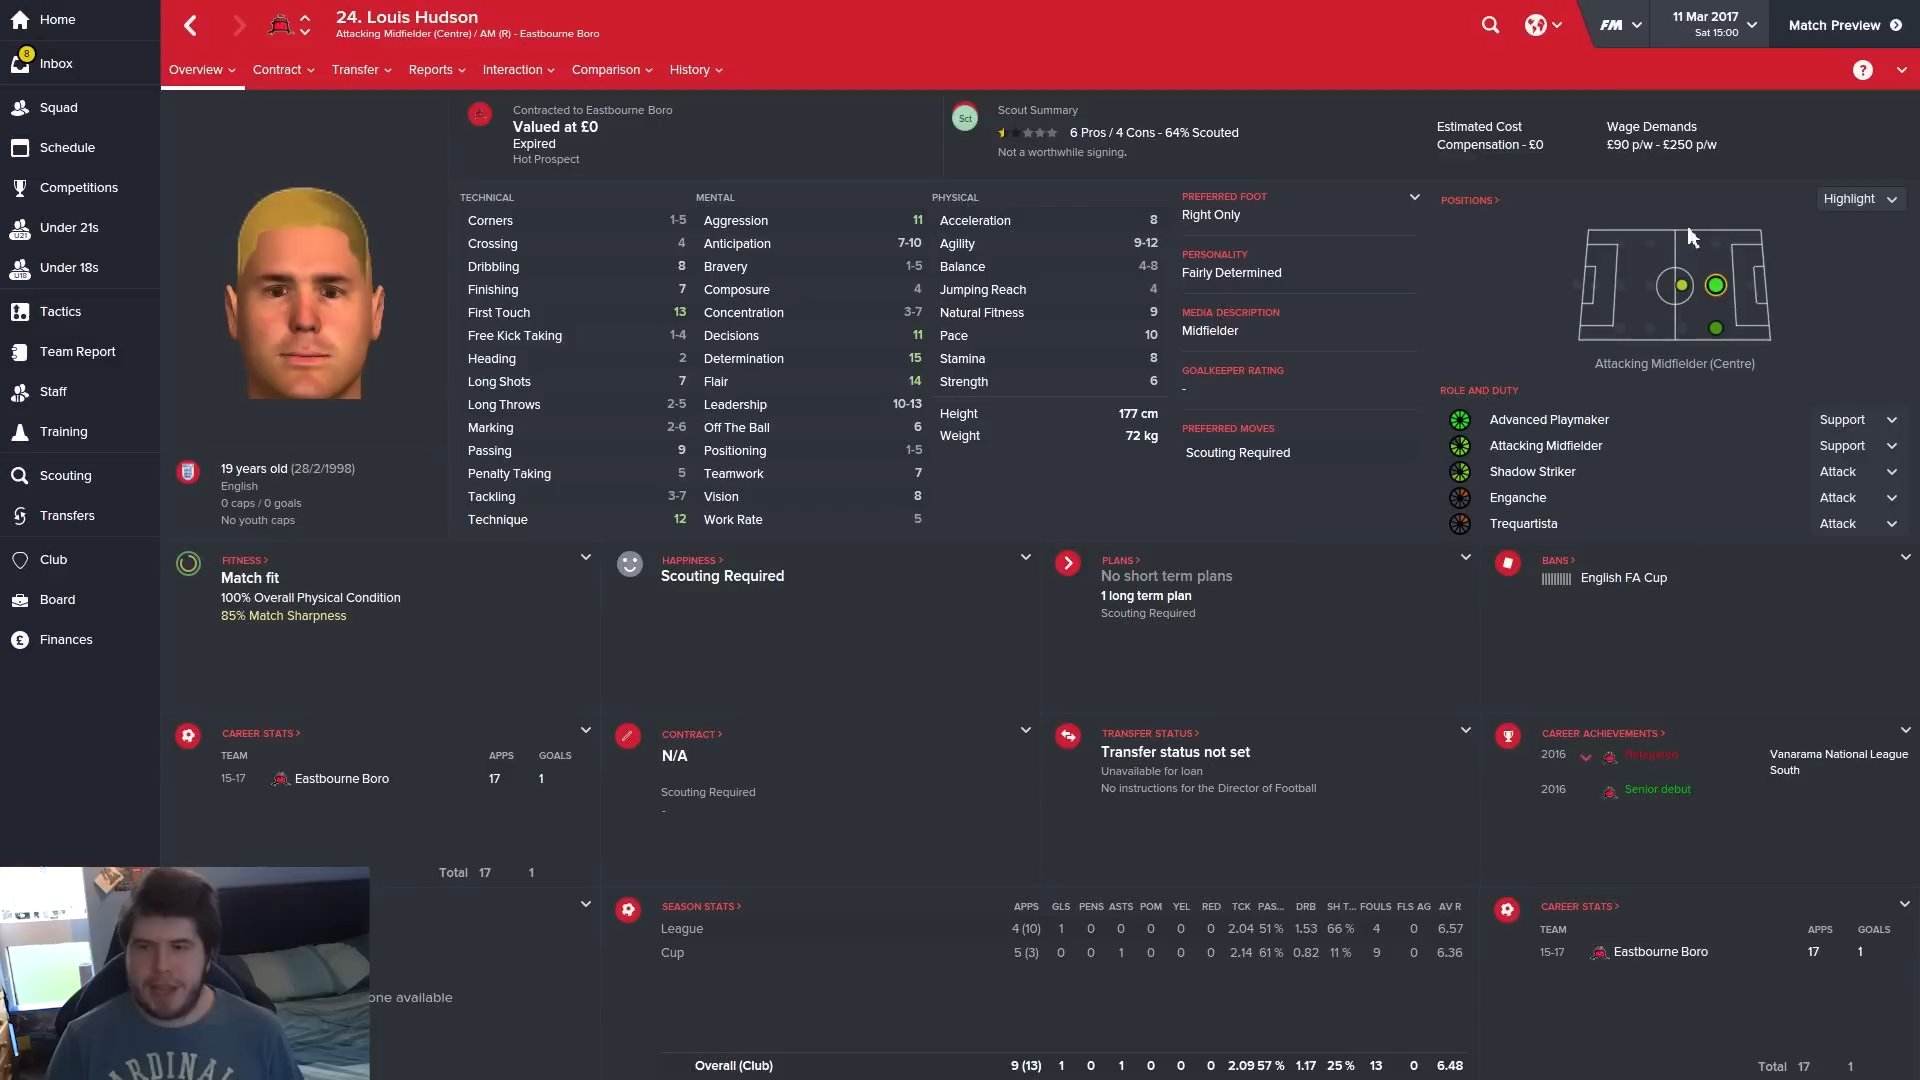 Home
8
Inbox
Squad
Schedule
Competitions
U21
Under 21s
U18
Under 18s
Tactics
Team Report
Staff
Training
Scouting
Transfers
Club
Board
£ Finances
24. Louis Hudson
Attacking Midfielder (Centre) / AM (R) - Eastbourne Boro
FM
11 Mar 2017
Sat 15:00
Match Preview
Overview Contract Transfer Reports Interaction Comparison History
?
Contracted to Eastbourne Boro
Valued at £0
Expired
Hot Prospect
Sct
Scout Summary
6 Pros / 4 Cons - 64% Scouted
Not a worthwhile signing.
Estimated Cost
Compensation - £0
Wage Demands
£90 p/w - £250 p/w
19 years old (28/2/1998)
English
0 caps / 0 goals
No youth caps
TECHNICAL
Corners 1-5
Crossing 4
Dribbling 8
Finishing 7
First Touch 13
Free Kick Taking 1-4
Heading 2
Long Shots 7
Long Throws 2-5
Marking 2-6
Passing 9
Penalty Taking 5
Tackling 3-7
Technique 12
MENTAL
Aggression 11
Anticipation 7-10
Bravery 1-5
Composure 4
Concentration 3-7
Decisions 11
Determination 15
Flair 14
Leadership 10-13
Off The Ball 6
Positioning 1-5
Teamwork 7
Vision 8
Work Rate 5
PHYSICAL
Acceleration 8
Agility 9-12
Balance 4-8
Jumping Reach 4
Natural Fitness 9
Pace 10
Stamina 8
Strength 6
Height 177 cm
Weight 72 kg
PREFERRED FOOT
Right Only
PERSONALITY
Fairly Determined
MEDIA DESCRIPTION
Midfielder
GOALKEEPER RATING
-
PREFERRED MOVES
Scouting Required
POSITIONS >
Highlight
Attacking Midfielder (Centre)
ROLE AND DUTY
Advanced Playmaker Support
Attacking Midfielder Support
Shadow Striker Attack
Enganche Attack
Trequartista Attack
FITNESS >
Match fit
100% Overall Physical Condition
85% Match Sharpness
HAPPINESS >
Scouting Required
PLANS >
No short term plans
1 long term plan
Scouting Required
BANS >
English FA Cup
CAREER STATS >
TEAM APPS GOALS
15-17 Eastbourne Boro 17 1
Total 17 1
CONTRACT >
N/A
Scouting Required
-
TRANSFER STATUS >
Transfer status not set
Unavailable for loan
No instructions for the Director of Football
CAREER ACHIEVEMENTS >
2016 Relegated Vanarama National League
South
2016 Senior debut
one available
ARDINAL
SEASON STATS >
APPS GLS PENS ASTS POM YEL RED TCK PAS... DRB SH T... FOULS FLS AG AV R
League 4 (10) 1 0 0 0 0 0 2.04 51 % 1.53 66 % 4 0 6.57
Cup 5 (3) 0 0 1 0 0 0 2.14 61 % 0.82 11 % 9 0 6.36
Overall (Club) 9 (13) 1 0 1 0 0 0 2.09 57 % 1.17 25 % 13 0 6.48
CAREER STATS >
TEAM APPS GOALS
15-17 Eastbourne Boro 17 1
Total 17 1